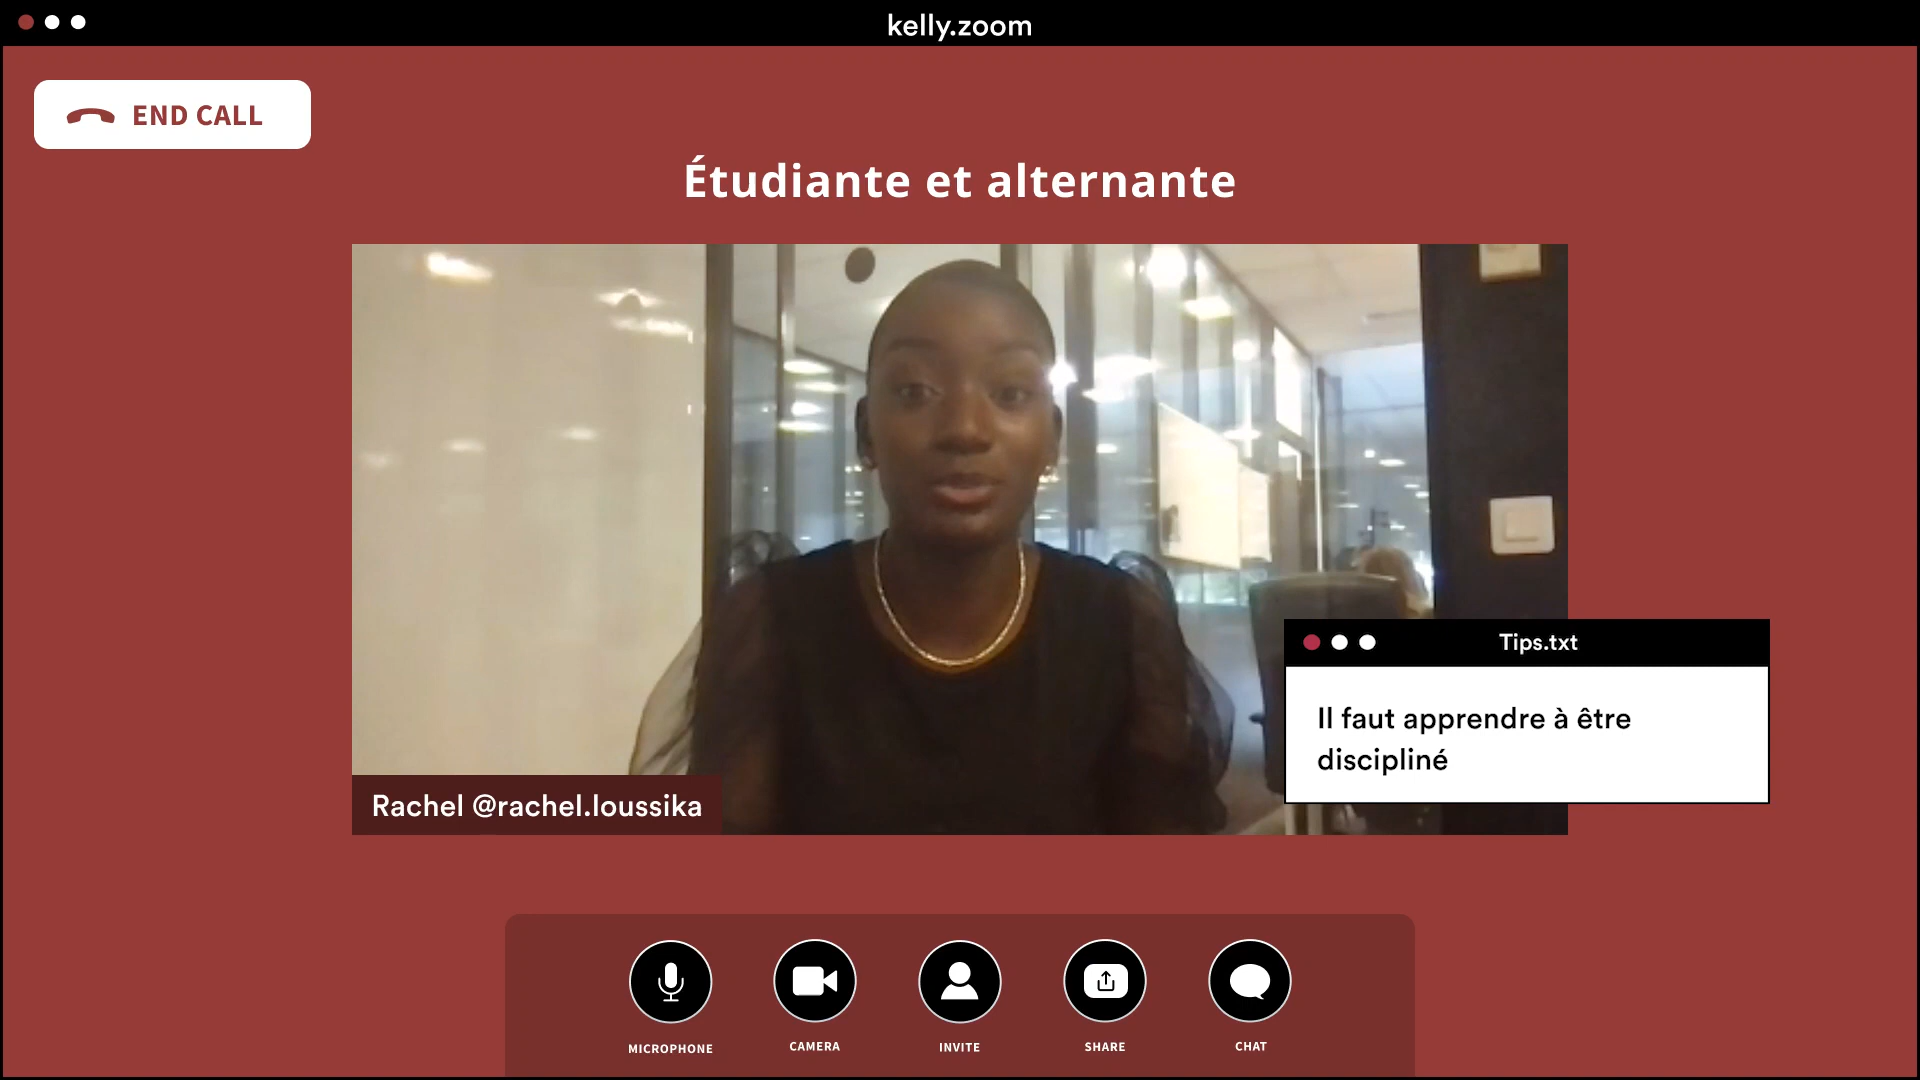 kelly.zoom
END CALL
Étudiante et alternante
Tips.txt
Il faut apprendre à être
discipliné
Rachel @rachel.loussika
MICROPHONE
CAMERA
INVITE
SHARE
CHAT